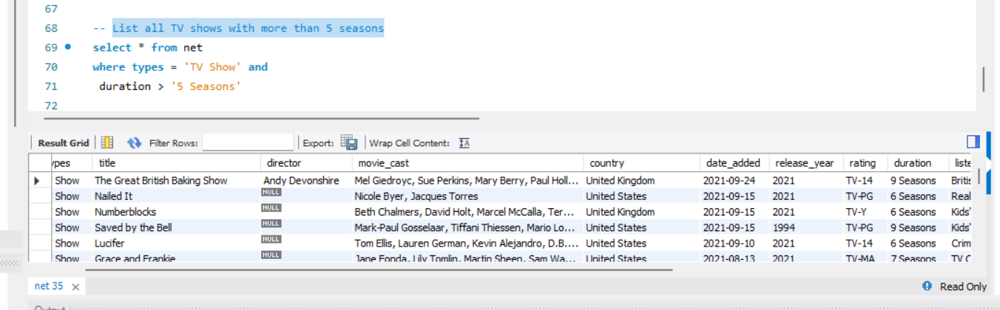 67
68 -- List all TV shows with more than 5 seasons
69 select * from net
70 where types = 'TV Show' and
71 duration > '5 Seasons'
72
Result Grid Filter Rows: Export: Wrap Cell Content: IA
ypes title director movie_cast country date_added release_year rating duration liste
Show The Great British Baking Show Andy Devonshire Mel Giedroyc, Sue Perkins, Mary Berry, Paul Holl... United Kingdom 2021-09-24 2021 TV-14 9 Seasons Britis
Show Nailed It NULL Nicole Byer, Jacques Torres United States 2021-09-15 2021 TV-PG 6 Seasons Real
Show Numberblocks NULL Beth Chalmers, David Holt, Marcel McCalla, Ter... United Kingdom 2021-09-15 2021 TV-Y 6 Seasons Kids'
Show Saved by the Bell NULL Mark-Paul Gosselaar, Tiffani Thiessen, Mario Lo... United States 2021-09-15 1994 TV-PG 9 Seasons Kids'
Show Lucifer NULL Tom Ellis, Lauren German, Kevin Alejandro, D.B.... United States 2021-09-10 2021 TV-14 6 Seasons Crim
Show Grace and Frankie NULL Jane Fonda, Lily Tomlin, Martin Sheen, Sam Wa... United States 2021-08-13 2021 TV-MA 7 Seasons TV C
net 35 Read Only
Output